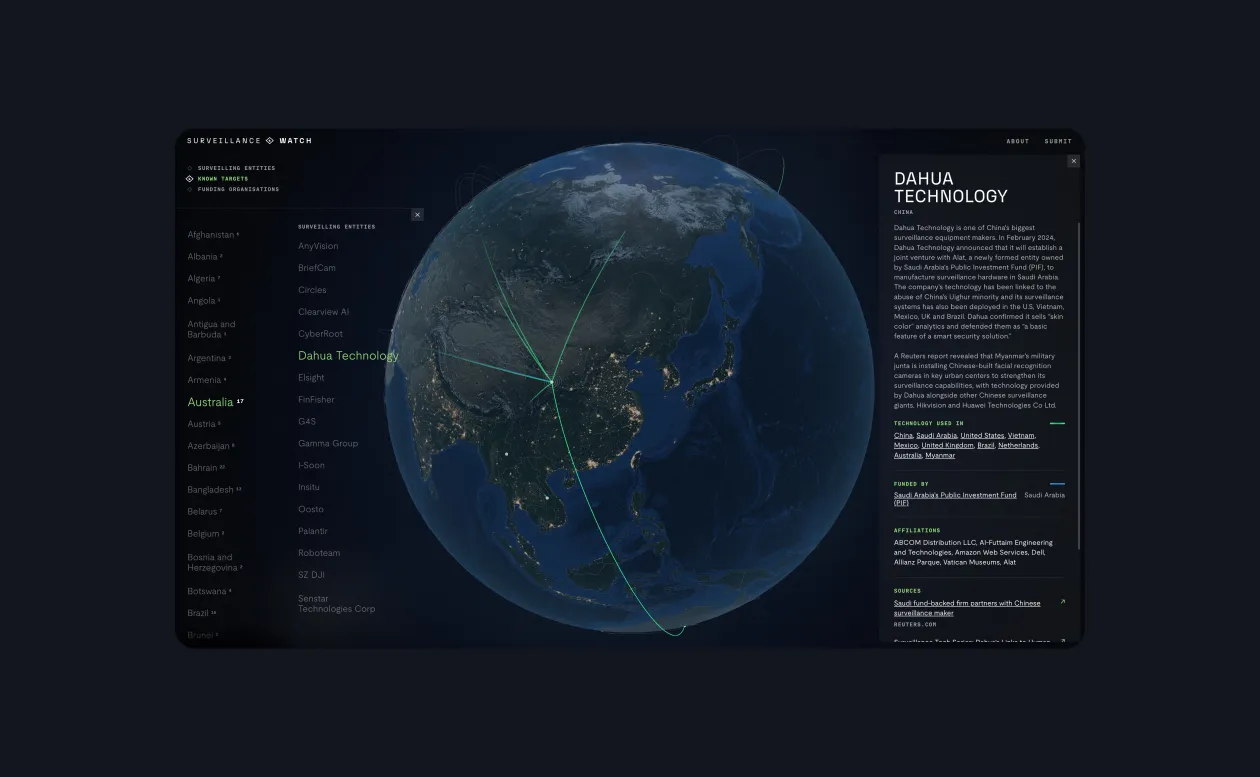 SURVEILLANCE WATCH
ABOUT SUBMIT
SURVEILLING ENTITIES
KNOWN TARGETS
FUNDING ORGANISATIONS
Afghanistan
Albania
Algeria
Angola
Antigua and
Barbuda
Argentina
Armenia
Australia 17
Austria
Azerbaijan
Bahrain
Bangladesh
Belarus
Belgium
Bosnia and
Herzegovina
Botswana
Brazil
Brunei
SURVEILLING ENTITIES
AnyVision
BriefCam
Circles
Clearview AI
CyberRoot
Dahua Technology
Elsight
FinFisher
G4S
Gamma Group
I-Soon
Insitu
Oosto
Palantir
Roboteam
SZ DJI
Senstar
Technologies Corp
DAHUA
TECHNOLOGY
CHINA
Dahua Technology is one of China's biggest
surveillance equipment makers. In February 2024,
Dahua Technology announced that it will establish a
joint venture with Alat, a newly formed entity owned
by Saudi Arabia's Public Investment Fund (PIF), to
manufacture surveillance hardware in Saudi Arabia.
The company's technology has been linked to the
abuse of China's Uighur minority and its surveillance
systems has also been deployed in the U.S, Vietnam,
Mexico, UK and Brazil. Dahua confirmed it sells "skin
color" analytics and defended them as "a basic
feature of a smart security solution."
A Reuters report revealed that Myanmar's military
junta is installing Chinese-built facial recognition
cameras in key urban centers to strengthen its
surveillance capabilities, with technology provided
by Dahua alongside other Chinese surveillance
giants, Hikvision and Huawei Technologies Co Ltd.
TECHNOLOGY USED IN
China, Saudi Arabia, United States, Vietnam,
Mexico, United Kingdom, Brazil, Netherlands,
Australia, Myanmar
FUNDED BY
Saudi Arabia's Public Investment Fund Saudi Arabia
(PIF)
AFFILIATIONS
ABCOM Distribution LLC, Al-Futtaim Engineering
and Technologies, Amazon Web Services, Dell,
Allianz Parque, Vatican Museums, Alat
SOURCES
Saudi fund-backed firm partners with Chinese
surveillance maker
REUTERS.COM